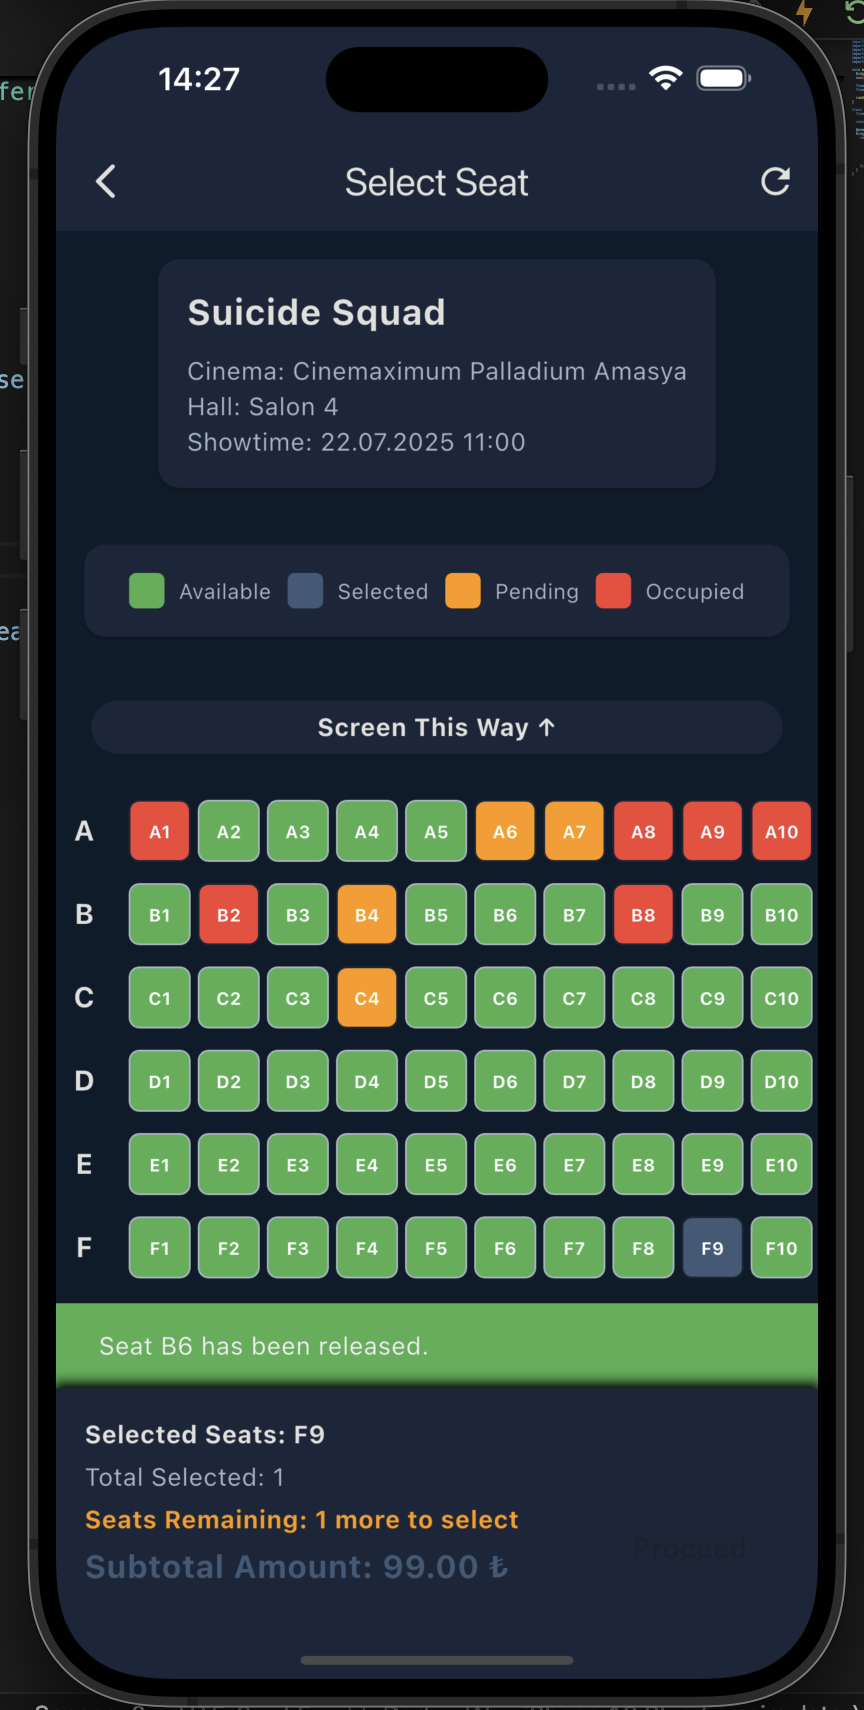 fer
se
ea
14:27
Select Seat
Suicide Squad
Cinema: Cinemaximum Palladium Amasya
Hall: Salon 4
Showtime: 22.07.2025 11:00
Available Selected Pending Occupied
Screen This Way ↑
A A1 A2 A3 A4 A5 A6 A7 A8 A9 A10
B B1 B2 B3 B4 B5 B6 B7 B8 B9 B10
C C1 C2 C3 C4 C5 C6 C7 C8 C9 C10
D D1 D2 D3 D4 D5 D6 D7 D8 D9 D10
E E1 E2 E3 E4 E5 E6 E7 E8 E9 E10
F F1 F2 F3 F4 F5 F6 F7 F8 F9 F10
Seat B6 has been released.
Selected Seats: F9
Total Selected: 1
Seats Remaining: 1 more to select
Proceed
Subtotal Amount: 99.00 ₺